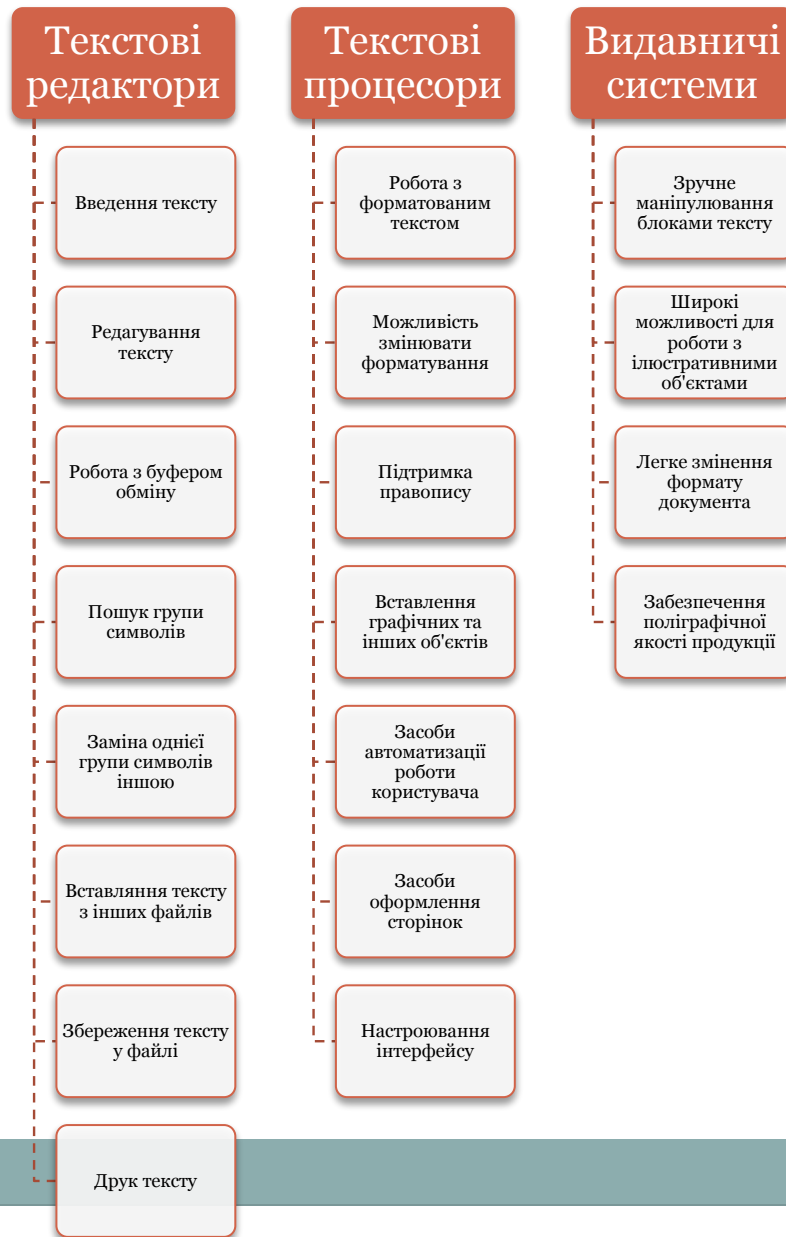 Текстові
редактори
Введення тексту
Редагування
тексту
Робота з буфером
обміну
Пошук групи
символів
Заміна однієї
групи символів
іншою
Вставляння тексту
з інших файлів
Збереження тексту
у файлі
Друк тексту
Текстові
процесори
Робота з
форматованим
текстом
Можливість
змінювати
форматування
Підтримка
правопису
Вставлення
графічних та
інших об'єктів
Засоби
автоматизації
роботи
користувача
Засоби
оформлення
сторінок
Настроювання
інтерфейсу
Видавничі
системи
Зручне
маніпулювання
блоками тексту
Широкі
можливості для
роботи з
ілюстративними
об'єктами
Легке змінення
формату
документа
Забезпечення
поліграфічної
якості продукції